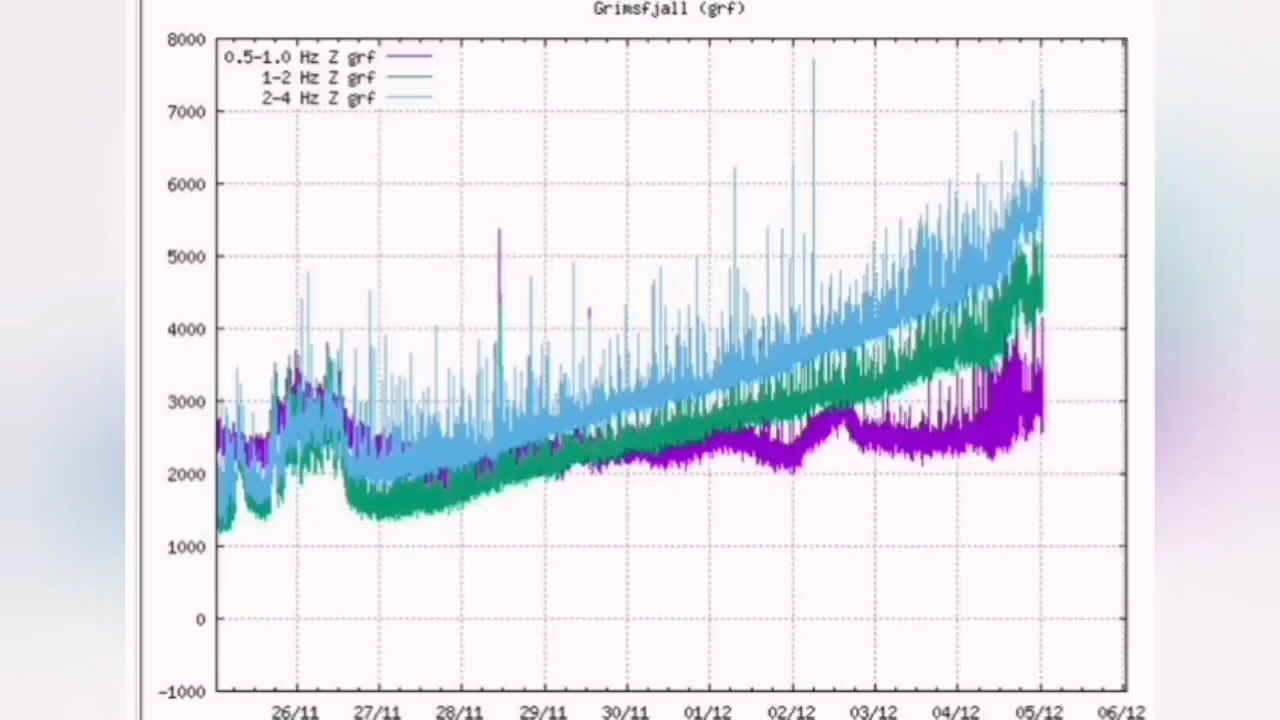 Grimsfjall (grf)
8000
0.5-1.0 Hz Z grf
1-2 Hz Z grf
2-4 Hz Z grf
7000
6000
5000
4000
3000
2000
1000
0
-1000
26/11 27/11 28/11 29/11 30/11 01/12 02/12 03/12 04/12 05/12 06/12